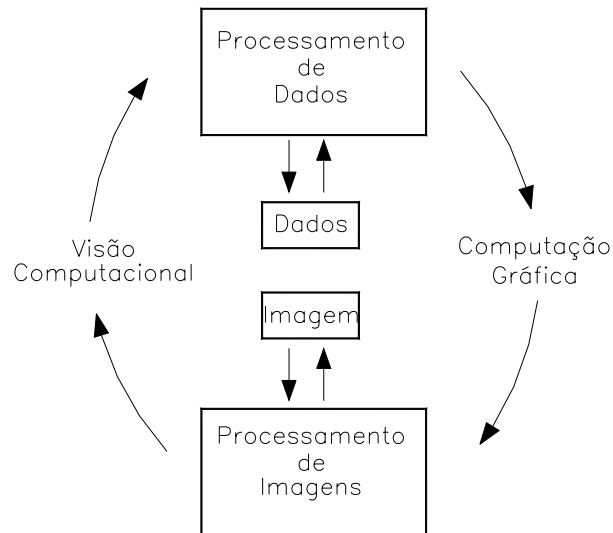 Processamento
de
Dados
Dados
Visão
Computacional
Computação
Gráfica
Imagem
Processamento
de
Imagens